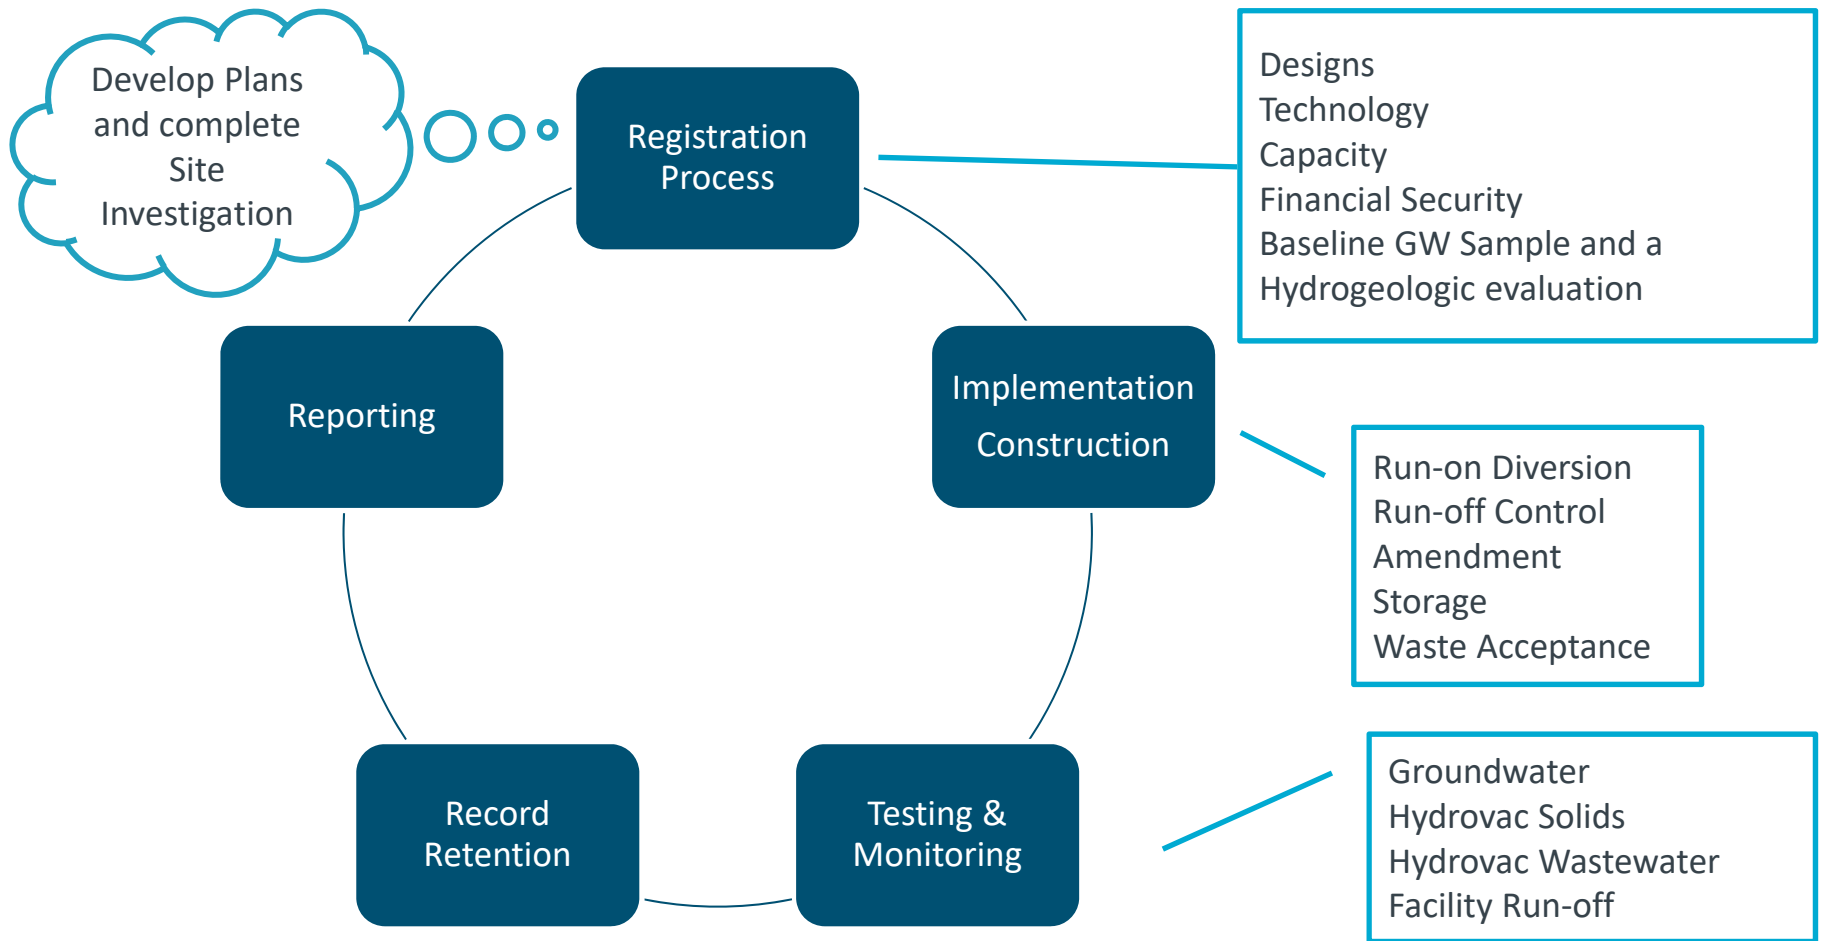 Develop Plans
and complete
Site
Investigation
Registration
Process
Designs
Technology
Capacity
Financial Security
Baseline GW Sample and a
Hydrogeologic evaluation
Reporting
Implementation
Construction
Run-on Diversion
Run-off Control
Amendment
Storage
Waste Acceptance
Record
Retention
Testing &
Monitoring
Groundwater
Hydrovac Solids
Hydrovac Wastewater
Facility Run-off